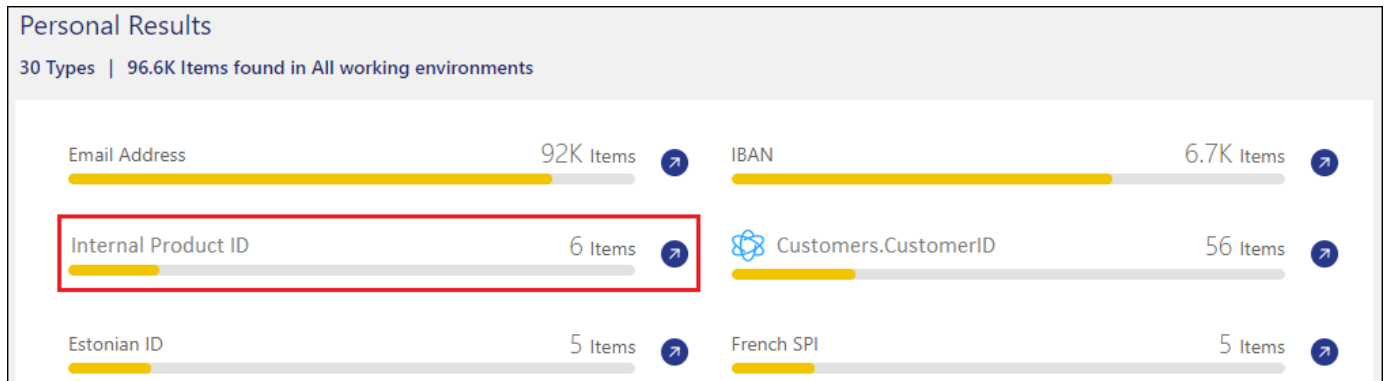 Personal Results
30 Types | 96.6K Items found in All working environments
Email Address 92K Items
IBAN 6.7K Items
Internal Product ID 6 Items
Customers.CustomerID 56 Items
Estonian ID 5 Items
French SPI 5 Items